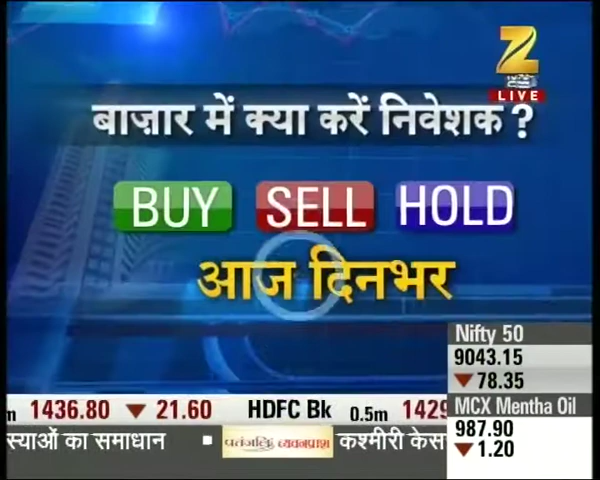 LIVE
बाज़ार में क्या करें निवेशक ?
BUY SELL HOLD
आज दिनभर
Nifty 50
9043.15
▼78.35
1436.80 ▼ 21.60 HDFC Bk 0.5m 1429
MCX Mentha Oil
987.90
▼1.20
स्याओं का समाधान ■ पतंजलि च्यवनप्राश कश्मीरी केस